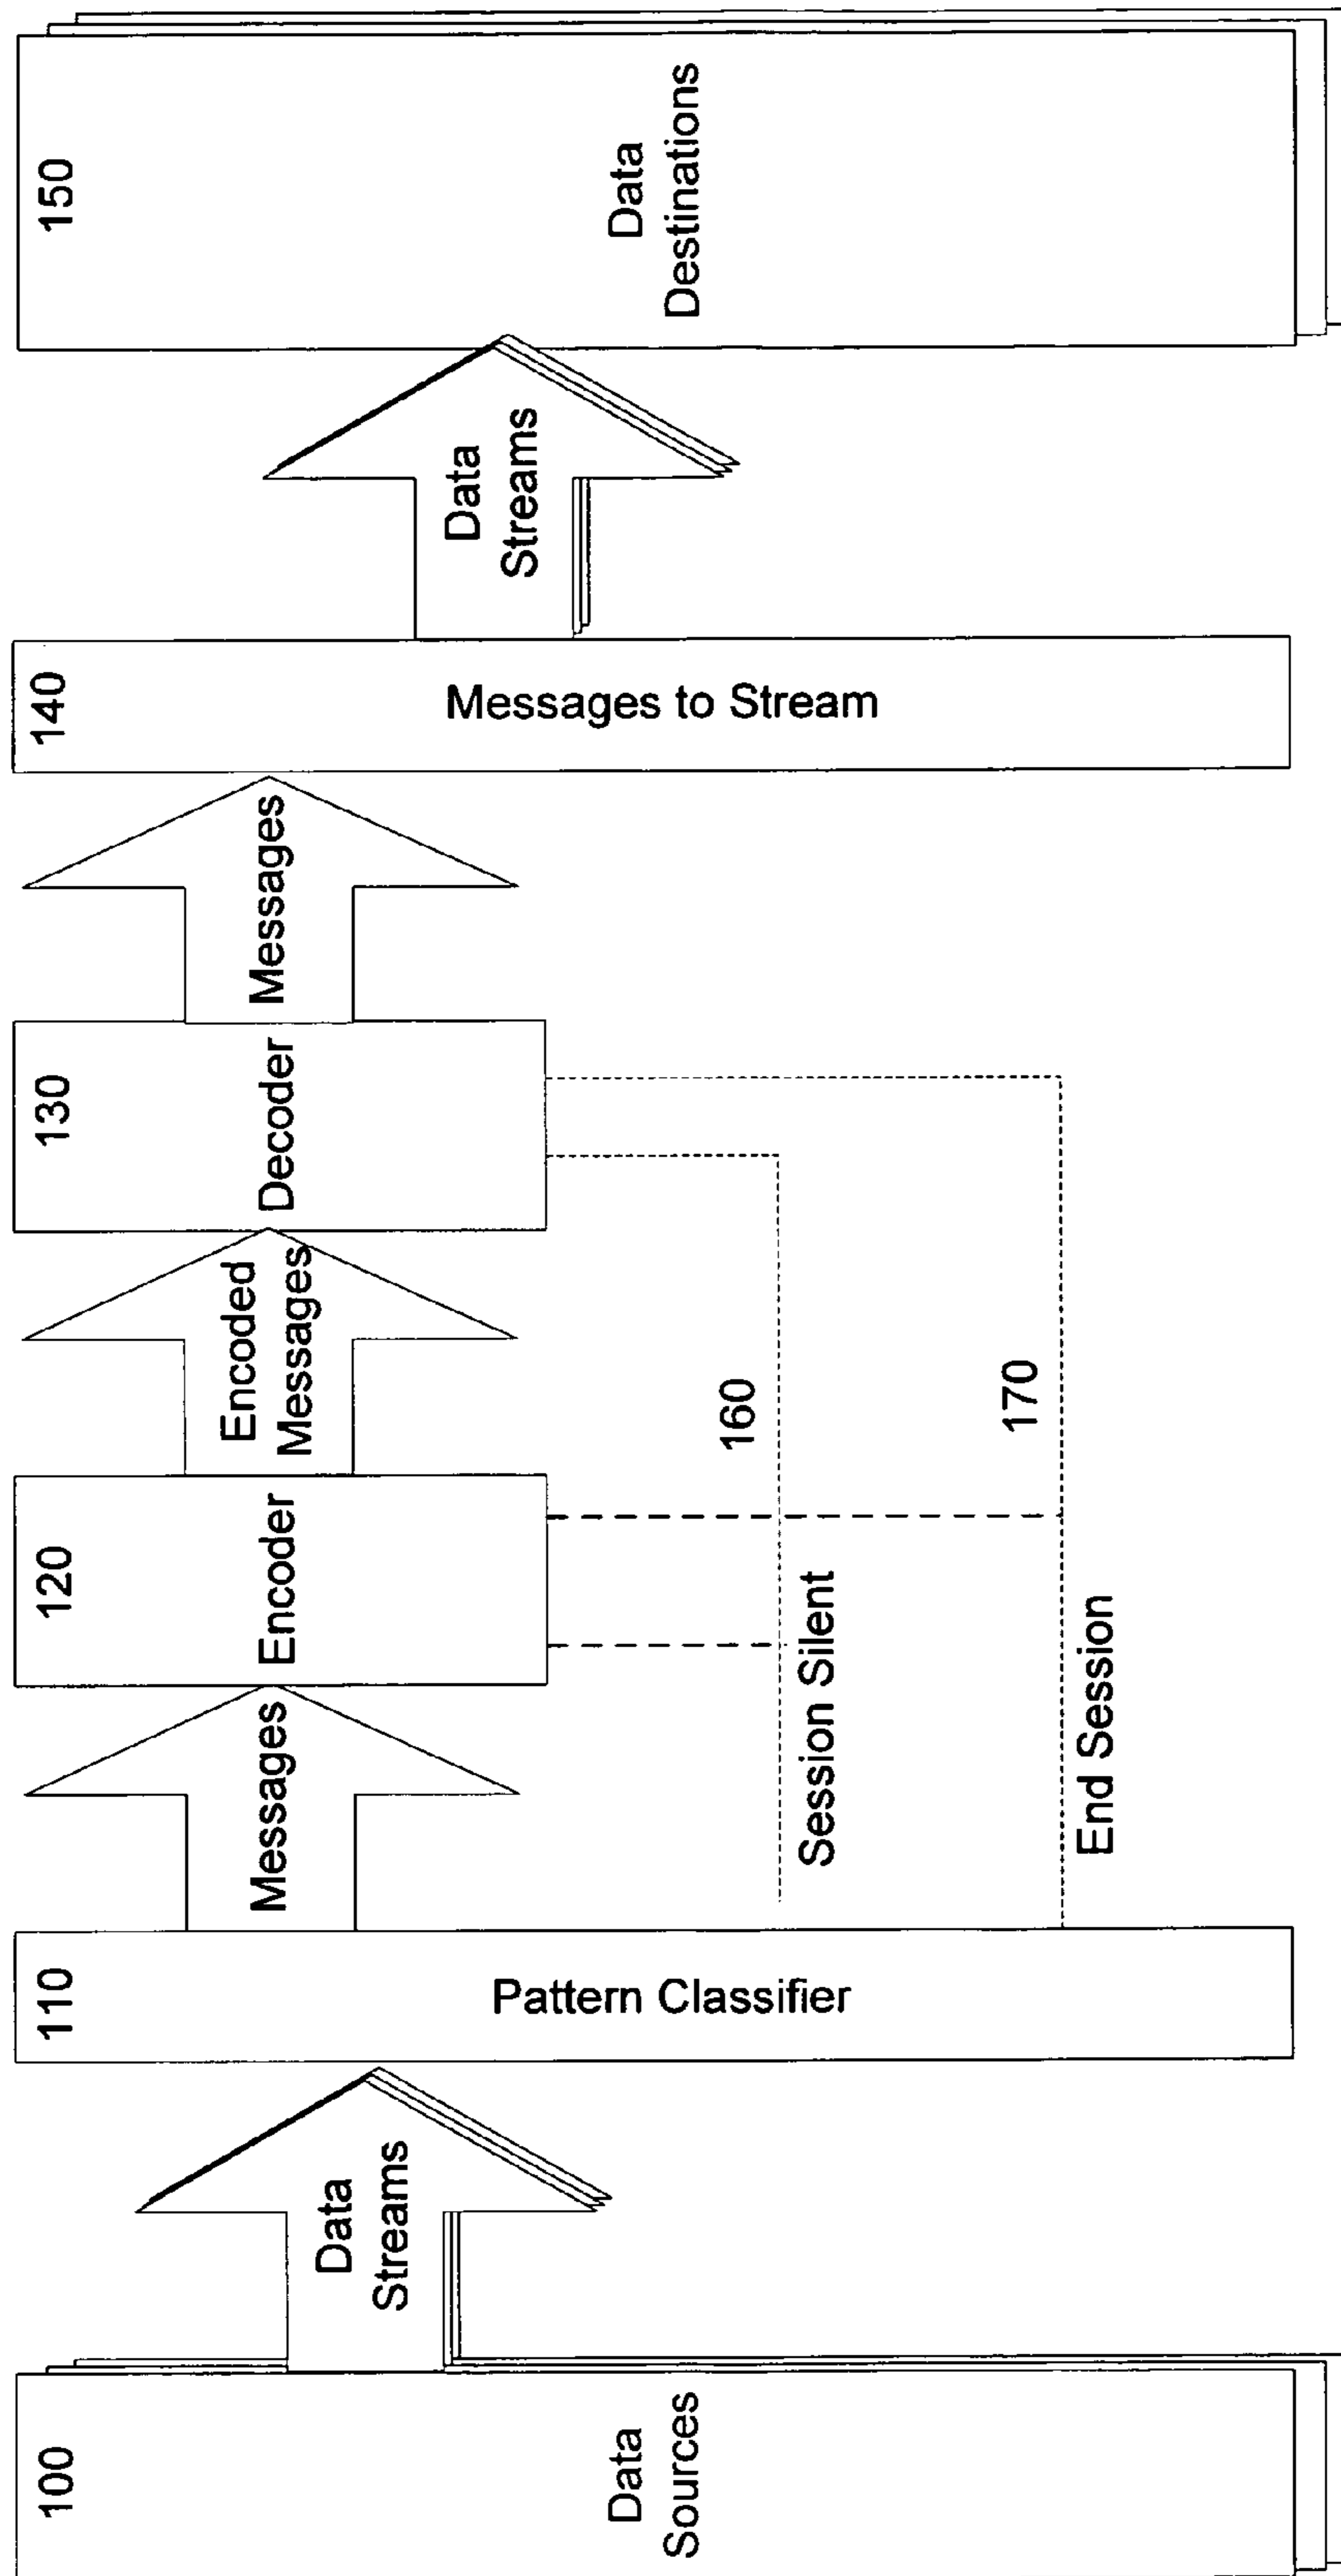 100
Data
Sources
Data
Streams
110
Pattern Classifier
Messages
120
Encoder
Encoded
Messages
130
Decoder
Messages
140
Messages to Stream
Data
Streams
150
Data
Destinations
Session Silent
160
End Session
170